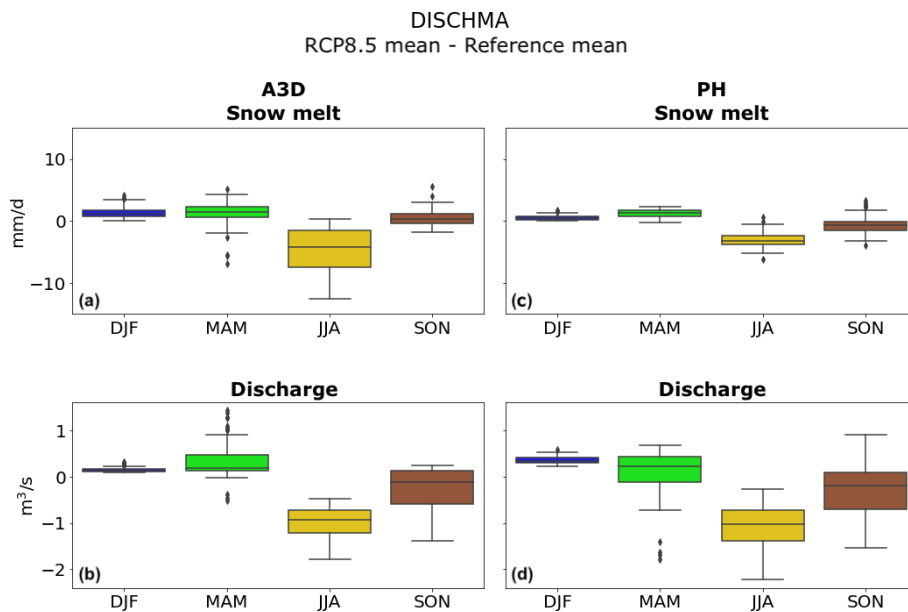 DISCHMA
RCP8.5 mean - Reference mean
A3D
Snow melt
PH
Snow melt
mm/d
10
0
−10
(a)
DJF
MAM
JJA
SON
(c)
DJF
MAM
JJA
SON
Discharge
Discharge
m³/s
1
0
−1
−2
(b)
DJF
MAM
JJA
SON
(d)
DJF
MAM
JJA
SON